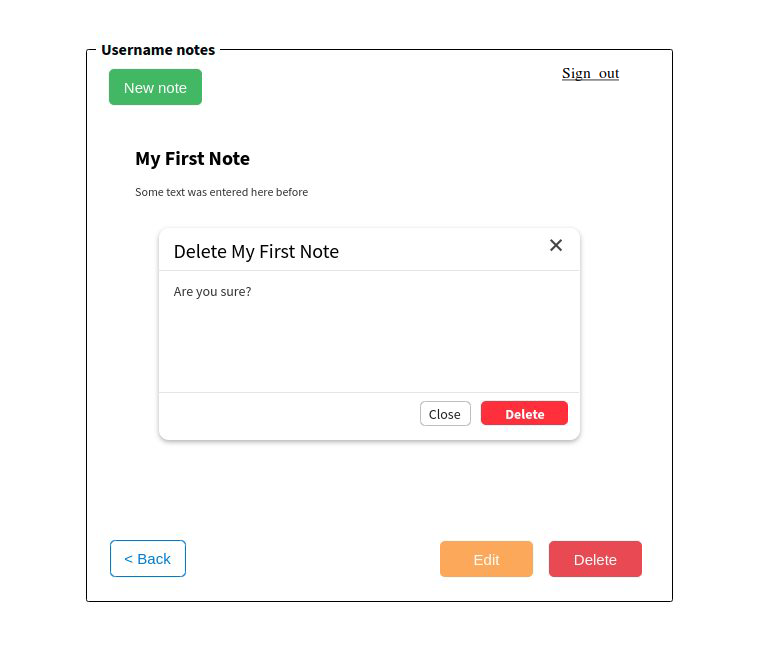 Username notes
New note
Sign out
My First Note
Some text was entered here before
Delete My First Note
Are you sure?
Close
Delete
< Back
Edit
Delete